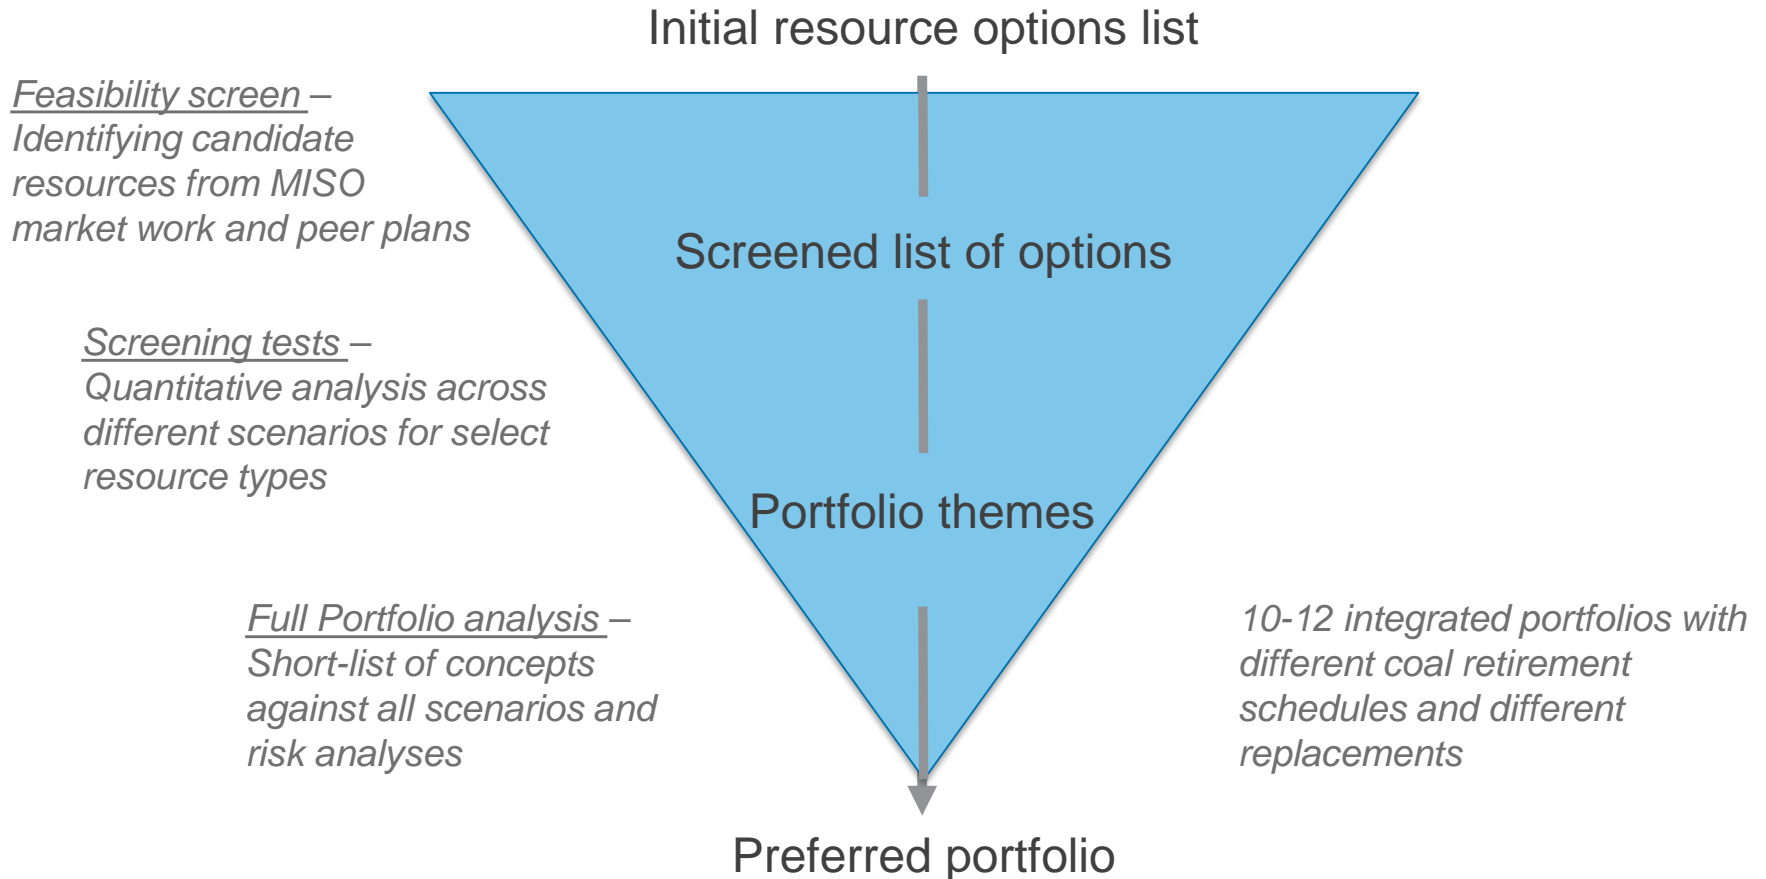 Initial resource options list
Feasibility screen –
Identifying candidate
resources from MISO
market work and peer plans
Screened list of options
Screening tests –
Quantitative analysis across
different scenarios for select
resource types
Portfolio themes
Full Portfolio analysis –
Short-list of concepts
against all scenarios and
risk analyses
10-12 integrated portfolios with
different coal retirement
schedules and different
replacements
Preferred portfolio